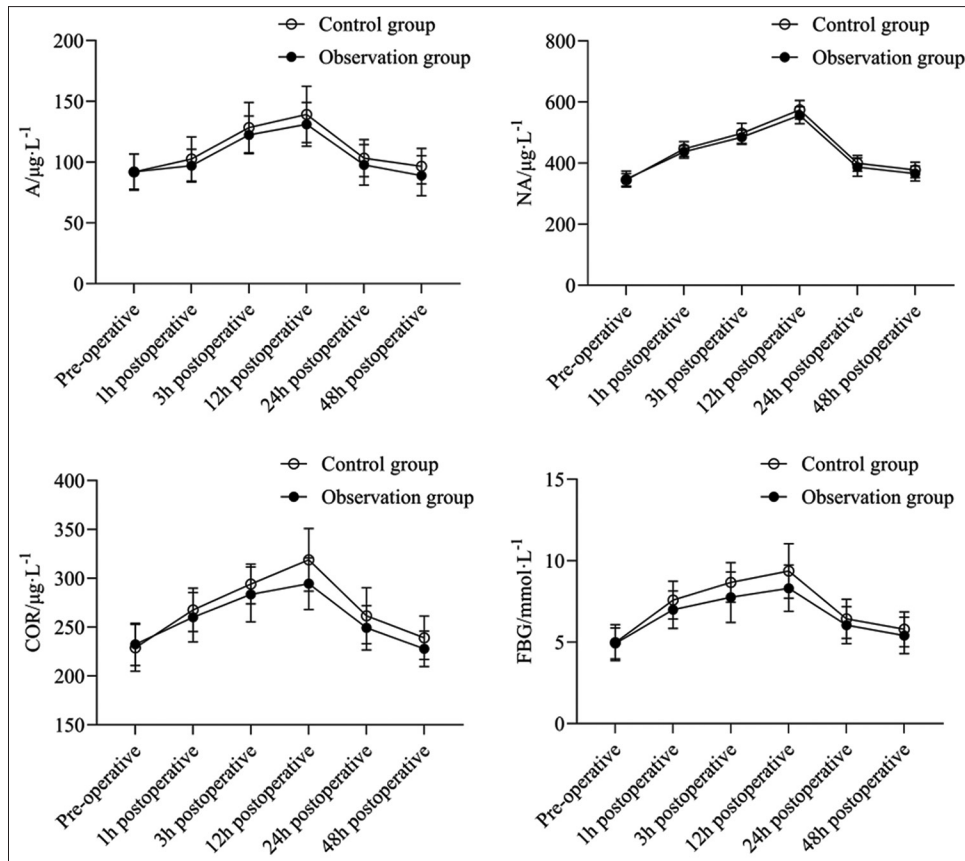 Control group
Observation group
A/μg·L⁻¹
200
150
100
50
0
Pre-operative
1h postoperative
3h postoperative
12h postoperative
24h postoperative
48h postoperative
Control group
Observation group
NA/μg·L⁻¹
800
600
400
200
0
Pre-operative
1h postoperative
3h postoperative
12h postoperative
24h postoperative
48h postoperative
Control group
Observation group
COR/μg·L⁻¹
400
350
300
250
200
150
Pre-operative
1h postoperative
3h postoperative
12h postoperative
24h postoperative
48h postoperative
Control group
Observation group
FBG/mmol·L⁻¹
15
10
5
0
Pre-operative
1h postoperative
3h postoperative
12h postoperative
24h postoperative
48h postoperative